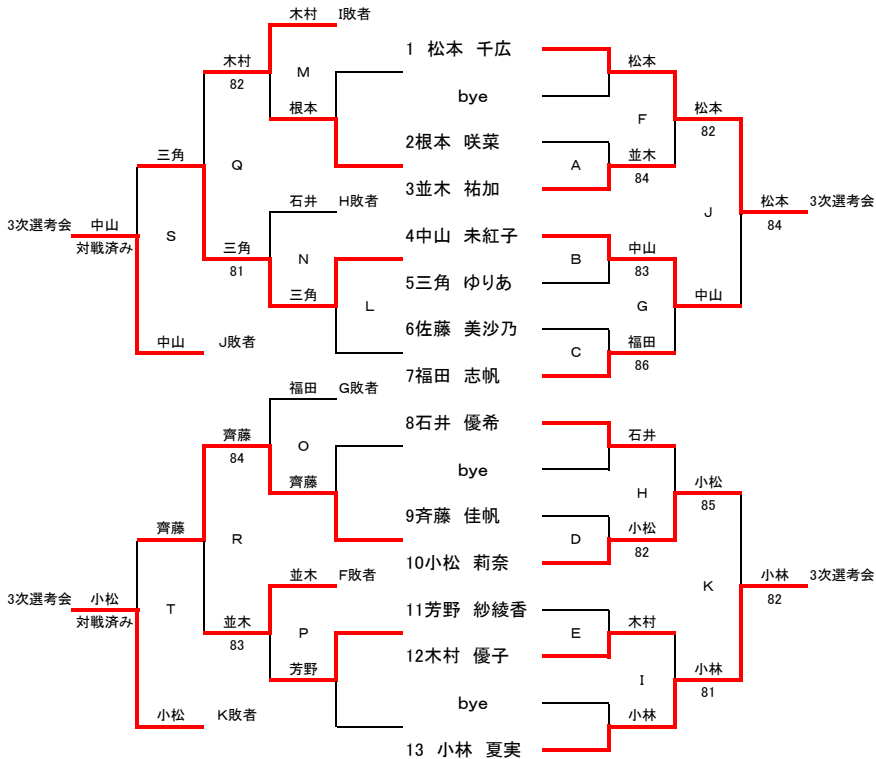 木村 I敗者
1 松本 千広
木村 松本
M
82 bye
根本 F 松本
82
2根本 咲菜
三角 Q A 並木
84
3並木 祐加
石井 H敗者 松本 3次選考会
J
84
3次選考会 中山 4中山 未紅子
対戦済み S 三角 N B 中山
81 83
5三角 ゆりあ
三角 L G 中山
6佐藤 美沙乃
中山 J敗者 C 福田
86
7福田 志帆
福田 G敗者
8石井 優希
齊藤 O 石井
84
bye
齊藤 H 小松
85
9斉藤 佳帆
齊藤 R D 小松
82
10小松 莉奈
並木 F敗者 K 小林 3次選考会
82
3次選考会 小松 11芳野 紗綾香
対戦済み T 並木 P E 木村
83
12木村 優子
芳野 I 小林
81
bye
小松 K敗者 小林
13 小林 夏実